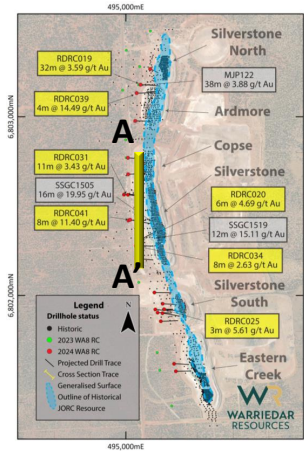 495,000mE
Silverstone
North
RDRC019
32m @ 3.59 g/t Au
MJP122
38m @ 3.88 g/t Au
RDRC039
4m @ 14.49 g/t Au
6,803,000mN
Ardmore
A
Copse
RDRC031
11m @ 3.43 g/t Au
Silverstone
SSGC1505
16m @ 19.95 g/t Au
RDRC020
6m @ 4.69 g/t Au
RDRC041
8m @ 11.40 g/t Au
SSGC1519
12m @ 15.11 g/t Au
RDRC034
8m @ 2.63 g/t Au
A'
Silverstone
South
6,802,000mN
Legend
N
Drillhole status
Historic
2023 WA8 RC
2024 WA8 RC
Projected Drill Trace
Cross Section Trace
Generalised Surface
Outline of Historical
JORC Resource
RDRC025
3m @ 5.61 g/t Au
Eastern
Creek
WARRIEDAR
RESOURCES
495,000mE